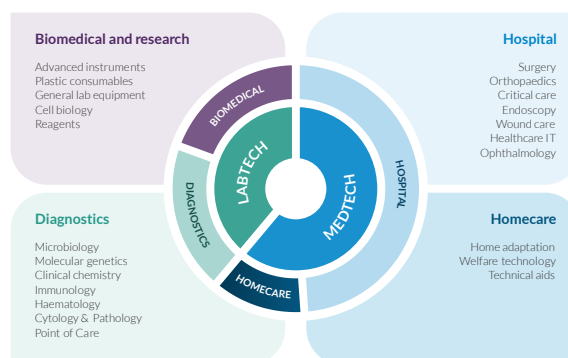 Biomedical and research
Advanced instruments
Plastic consumables
General lab equipment
Cell biology
Reagents
Hospital
Surgery
Orthopaedics
Critical care
Endoscopy
Wound care
Healthcare IT
Ophthalmology
BIOMEDICAL
LABTECH
DIAGNOSTICS
HOSPITAL
MEDTECH
HOMECARE
Diagnostics
Microbiology
Molecular genetics
Clinical chemistry
Immunology
Haematology
Cytology & Pathology
Point of Care
Homecare
Home adaptation
Welfare technology
Technical aids